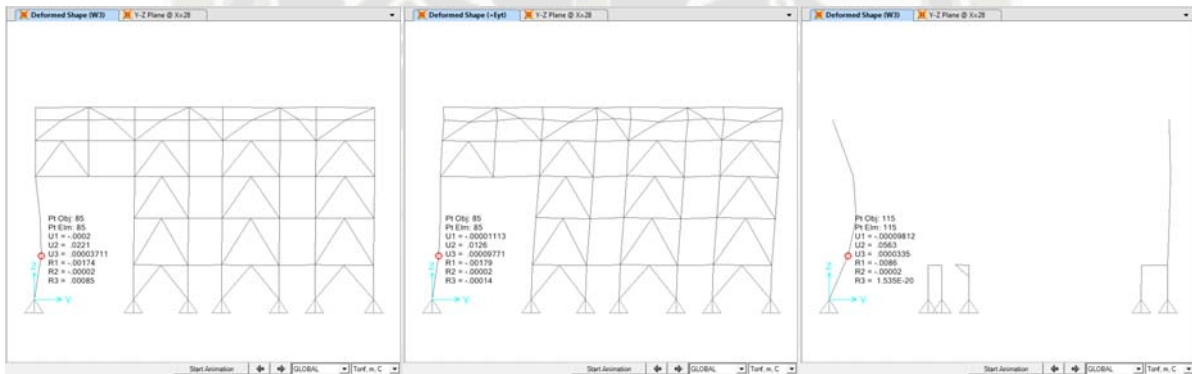 Deformed Shape (W3)
Y-Z Plane @ X=28
Pt Obj: 85
Pt Elm: 85
U1 = -.0002
U2 = .0221
U3 = .00003711
R1 = -.00174
R2 = -.00002
R3 = .00085
Z
Y
Start Animation
GLOBAL
Tonf, m, C
Deformed Shape (+Eyt)
Y-Z Plane @ X=28
Pt Obj: 85
Pt Elm: 85
U1 = -.00001113
U2 = .0126
U3 = .00009771
R1 = -.00179
R2 = -.00002
R3 = -.00014
Z
Y
Start Animation
GLOBAL
Tonf, m, C
Deformed Shape (W3)
Y-Z Plane @ X=28
Pt Obj: 115
Pt Elm: 115
U1 = -.00009812
U2 = .0563
U3 = .0000335
R1 = -.0086
R2 = -.00002
R3 = 1.535E-20
Z
Y
Start Animation
GLOBAL
Tonf, m, C